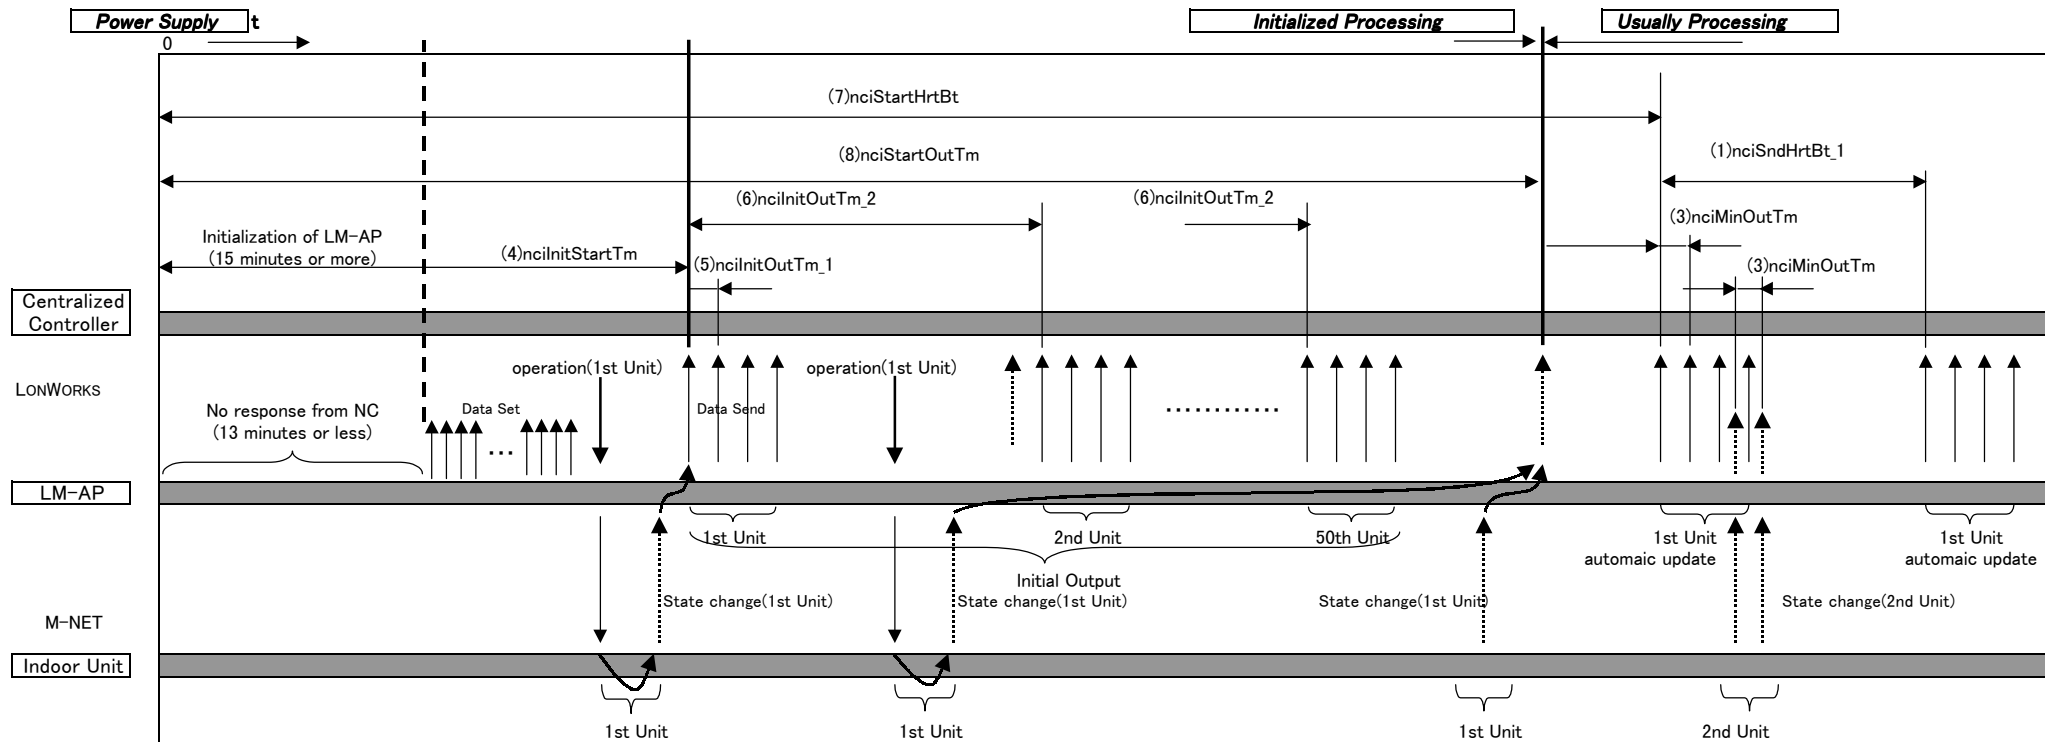 Power Supply t
Initialized Processing
Usually Processing
0
(7)nciStartHrtBt
(8)nciStartOutTm
(1)nciSndHrtBt_1
(6)nciInitOutTm_2
(6)nciInitOutTm_2
(3)nciMinOutTm
Initialization of LM-AP
(15 minutes or more)
(4)nciInitStartTm
(5)nciInitOutTm_1
(3)nciMinOutTm
Centralized
Controller
operation(1st Unit)
operation(1st Unit)
LONWORKS
No response from NC
(13 minutes or less)
Data Set
Data Send
...
............
LM-AP
1st Unit
2nd Unit
50th Unit
1st Unit
automaic update
1st Unit
automaic update
Initial Output
State change(1st Unit)
State change(1st Unit)
State change(1st Unit)
State change(2nd Unit)
M-NET
Indoor Unit
1st Unit
1st Unit
1st Unit
2nd Unit